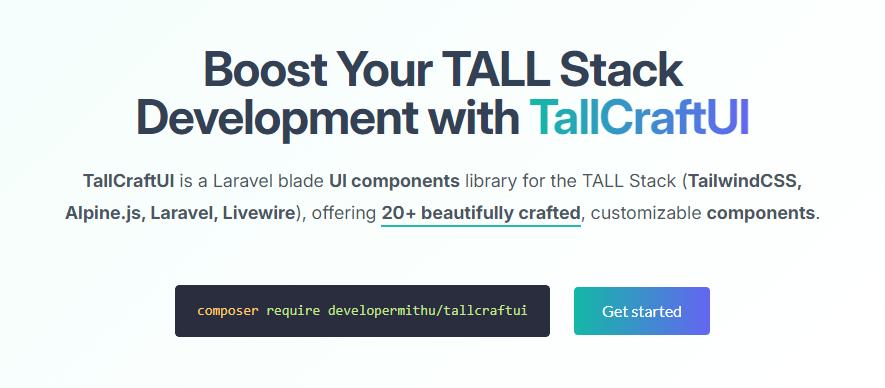 Boost Your TALL Stack
Development with TallCraftUI
TallCraftUI is a Laravel blade UI components library for the TALL Stack (TailwindCSS,
Alpine.js, Laravel, Livewire), offering 20+ beautifully crafted, customizable components.
composer require developermithu/tallcraftui
Get started